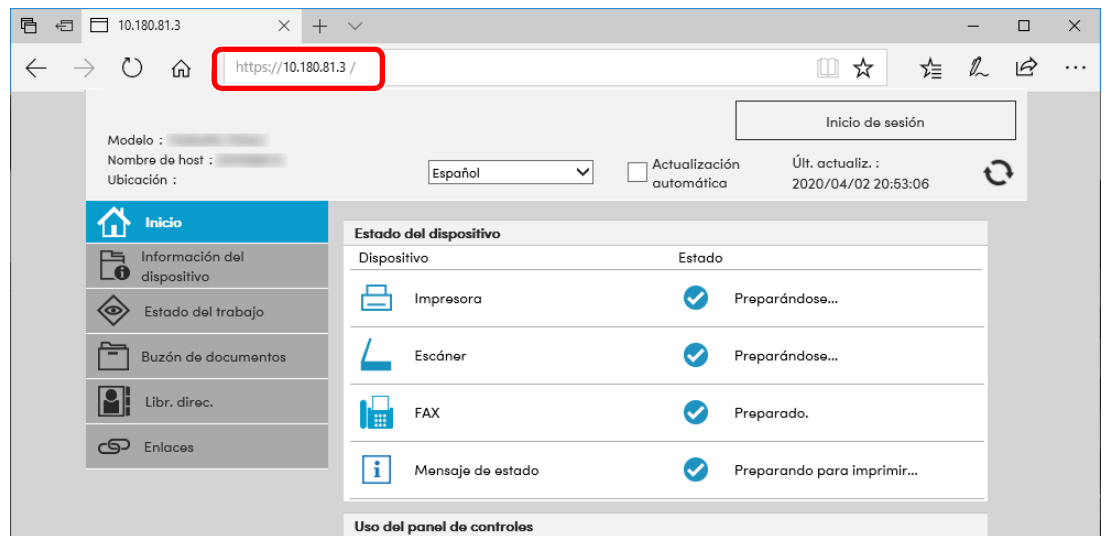 10.180.81.3
https://10.180.81.3 /
Inicio de sesión
Modelo :
Nombre de host :
Ubicación :
Español
Actualización
automática
Últ. actualiz. :
2020/04/02 20:53:06
Inicio
Información del
dispositivo
Estado del trabajo
Buzón de documentos
Libr. direc.
Enlaces
Estado del dispositivo
Dispositivo Estado
Impresora Preparándose...
Escáner Preparándose...
FAX Preparado.
Mensaje de estado Preparando para imprimir...
Uso del panel de controles